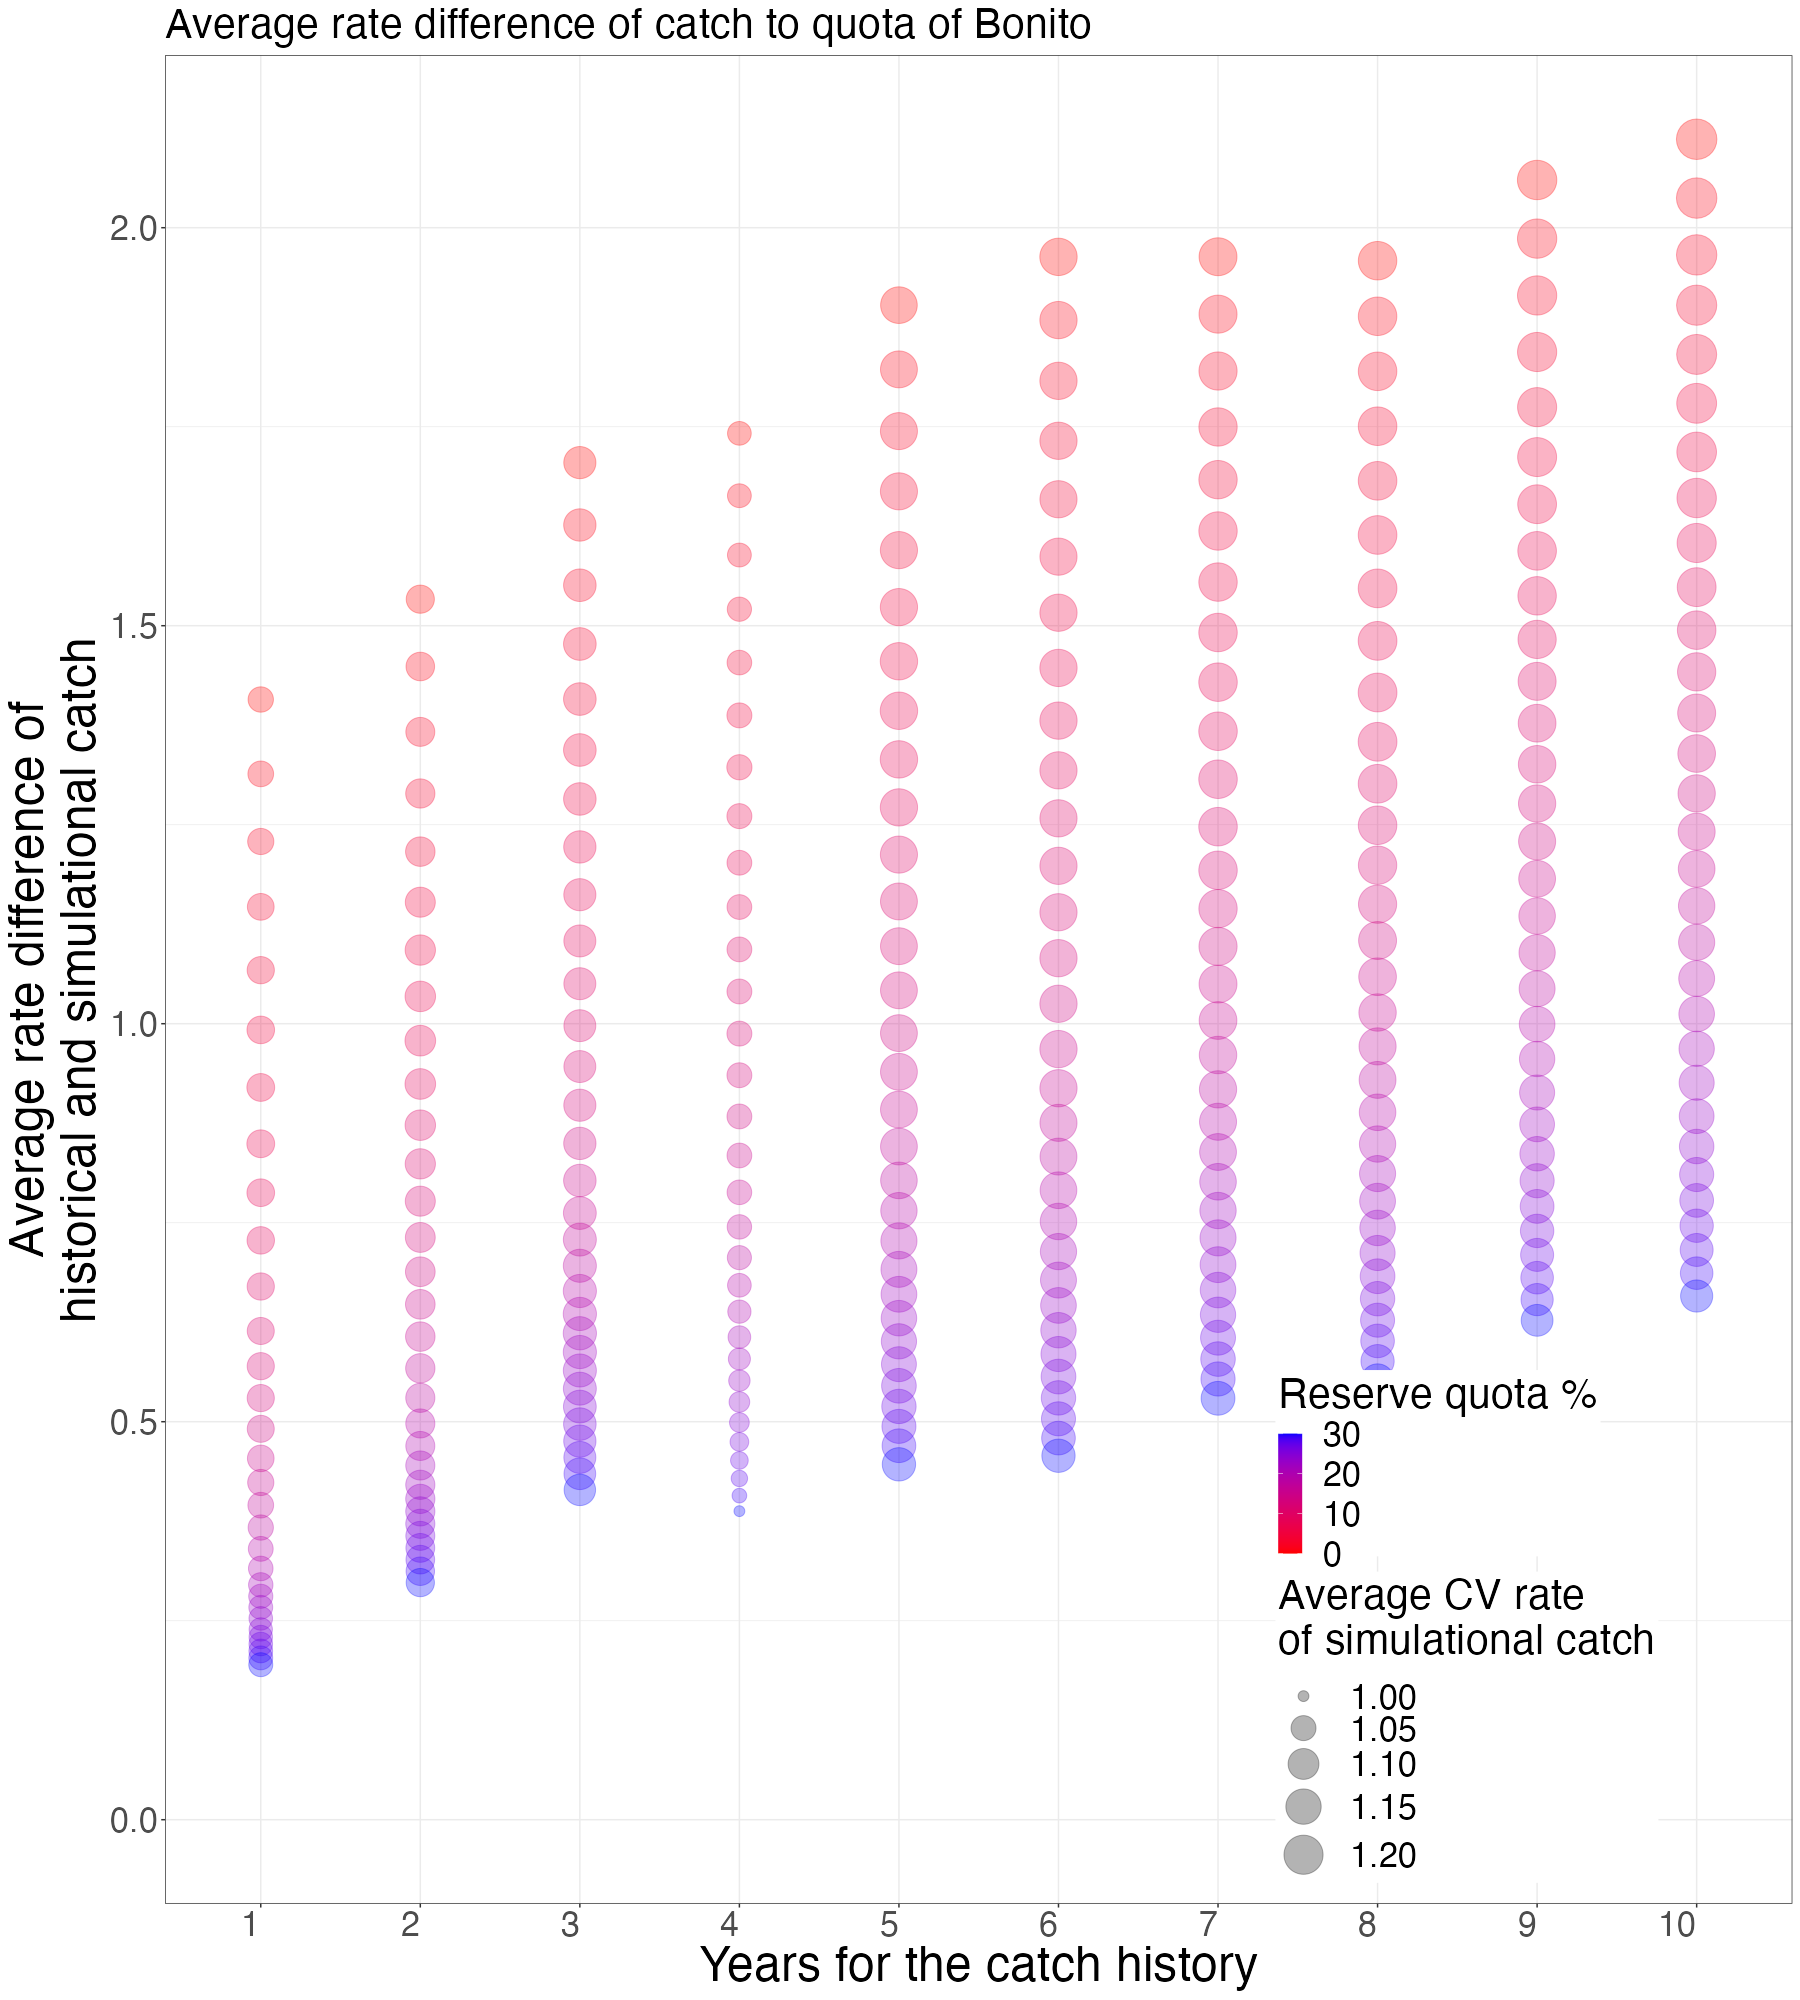 Average rate difference of catch to quota of Bonito
Average rate difference of
historical and simulational catch
2.0
1.5
1.0
0.5
0.0
Reserve quota %
30
20
10
0
Average CV rate
of simulational catch
1.00
1.05
1.10
1.15
1.20
1 2 3 4 5 6 7 8 9 10
Years for the catch history